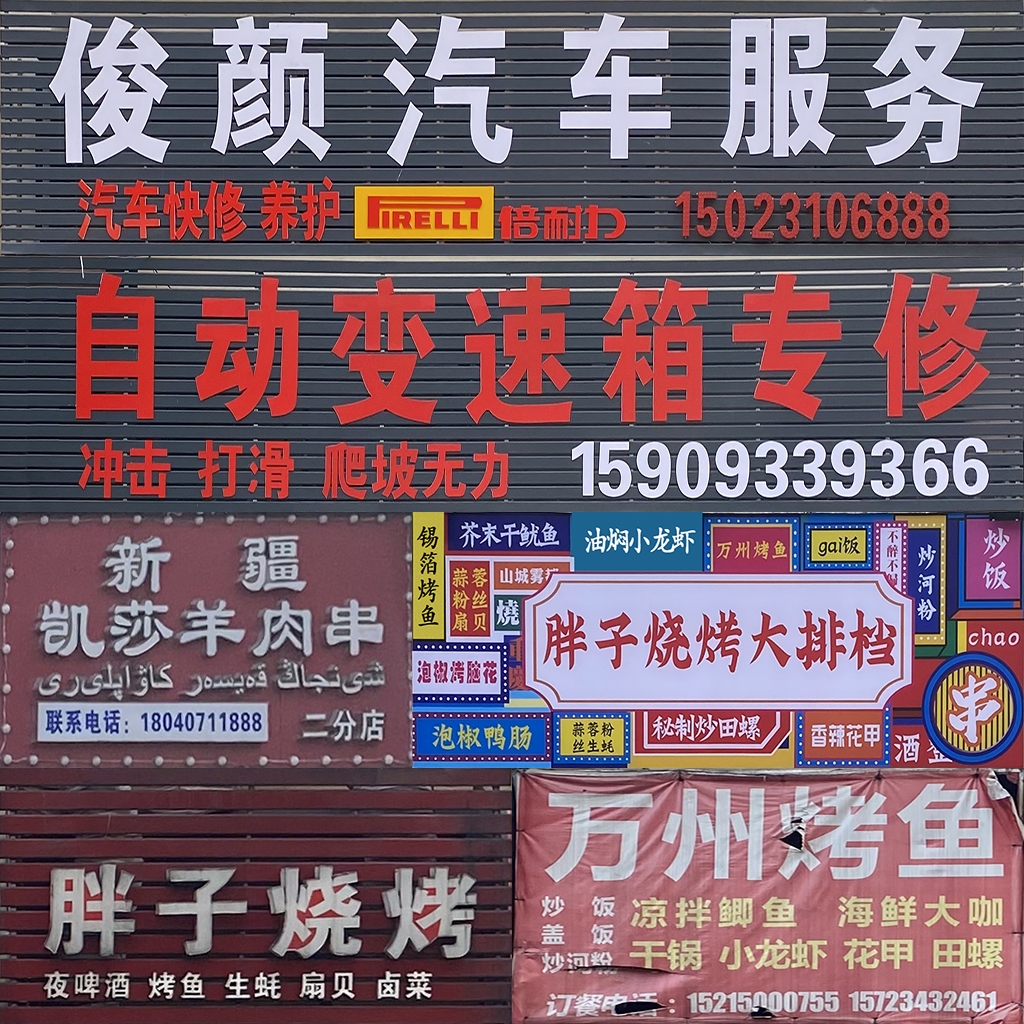 俊颜汽车服务
汽车快修 养护 PIRELLI 倍耐力 15023106888
自动变速箱专修
冲击 打滑 爬坡无力 15909339366
新疆
凯莎羊肉串
شىنجاڭ قەيسەر كاۋاپلىرى
联系电话：18040711888
二分店
锡箔烤鱼
芥末干鱿鱼
油焖小龙虾
万州烤鱼
gai饭
炒河粉
炒饭
蒜蓉粉丝扇贝
山城雾
燒
胖子烧烤大排档
chao
泡椒烤脑花
串
泡椒鸭肠
蒜蓉粉
丝生蚝
秘制炒田螺
香辣花甲
酒
胖子烧烤
夜啤酒 烤鱼 生蚝 扇贝 卤菜
万州烤鱼
炒饭 凉拌鲫鱼 海鲜大咖
盖饭
炒河粉 干锅 小龙虾 花甲 田螺
订餐电话：15215000755 15723432461